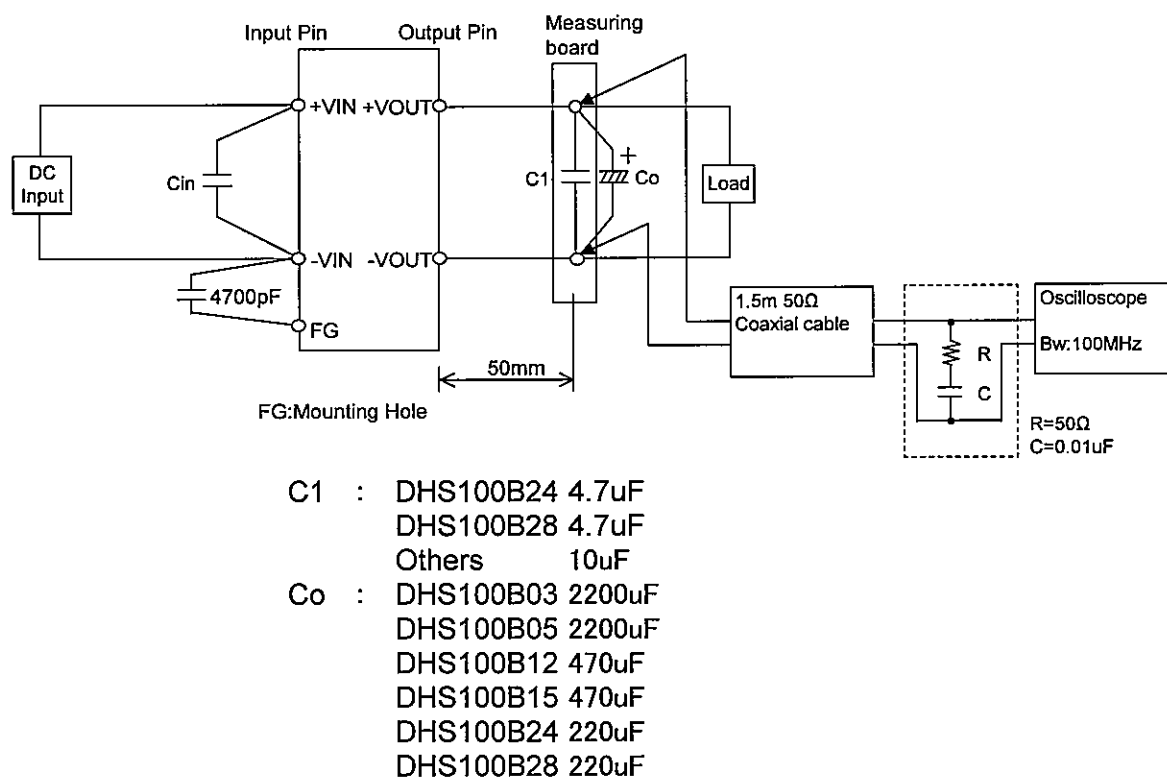 Input Pin
Output Pin
Measuring
board
+VIN
+VOUT
DC
Input
Cin
C1
+
Co
Load
-VIN
-VOUT
4700pF
FG
1.5m 50Ω
Coaxial cable
Oscilloscope
Bw:100MHz
R
C
50mm
R=50Ω
C=0.01uF
FG:Mounting Hole
C1 : DHS100B24 4.7uF
DHS100B28 4.7uF
Others 10uF
Co : DHS100B03 2200uF
DHS100B05 2200uF
DHS100B12 470uF
DHS100B15 470uF
DHS100B24 220uF
DHS100B28 220uF